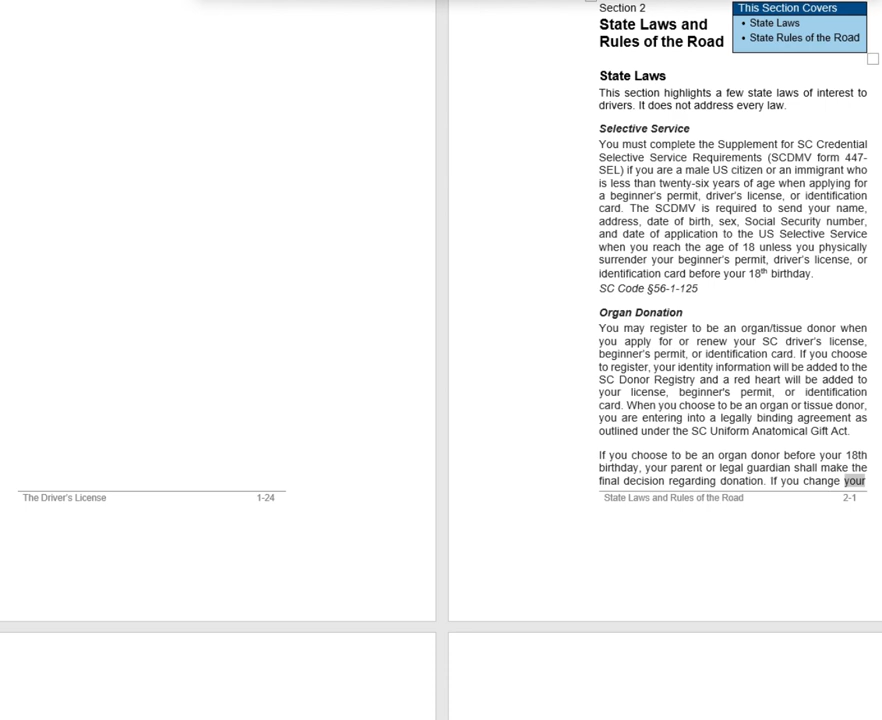 The Driver's License 1-24
Section 2
State Laws and
Rules of the Road
This Section Covers
• State Laws
• State Rules of the Road
State Laws
This section highlights a few state laws of interest to
drivers. It does not address every law.
Selective Service
You must complete the Supplement for SC Credential
Selective Service Requirements (SCDMV form 447-
SEL) if you are a male US citizen or an immigrant who
is less than twenty-six years of age when applying for
a beginner's permit, driver's license, or identification
card. The SCDMV is required to send your name,
address, date of birth, sex, Social Security number,
and date of application to the US Selective Service
when you reach the age of 18 unless you physically
surrender your beginner's permit, driver's license, or
identification card before your 18th birthday.
SC Code §56-1-125
Organ Donation
You may register to be an organ/tissue donor when
you apply for or renew your SC driver's license,
beginner's permit, or identification card. If you choose
to register, your identity information will be added to the
SC Donor Registry and a red heart will be added to
your license, beginner's permit, or identification
card. When you choose to be an organ or tissue donor,
you are entering into a legally binding agreement as
outlined under the SC Uniform Anatomical Gift Act.
If you choose to be an organ donor before your 18th
birthday, your parent or legal guardian shall make the
final decision regarding donation. If you change your
State Laws and Rules of the Road 2-1